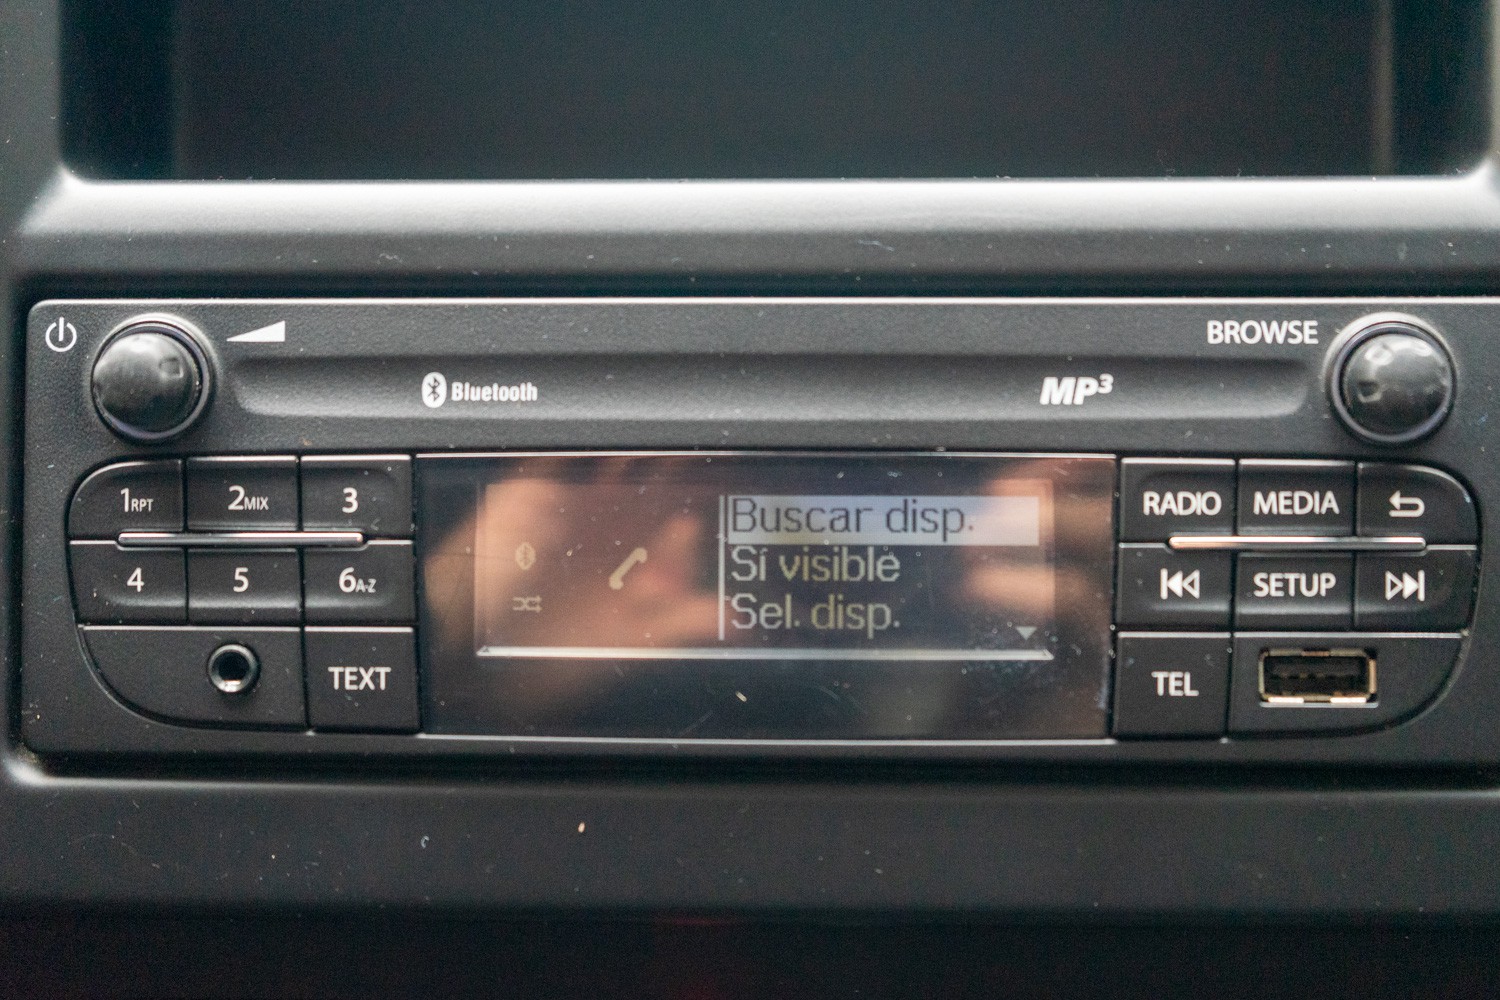 BROWSE
Bluetooth
MP3
1RPT
2MIX
3
4
5
6A-Z
TEXT
Buscar disp.
Sí visible
Sel. disp.
RADIO
MEDIA
SETUP
TEL